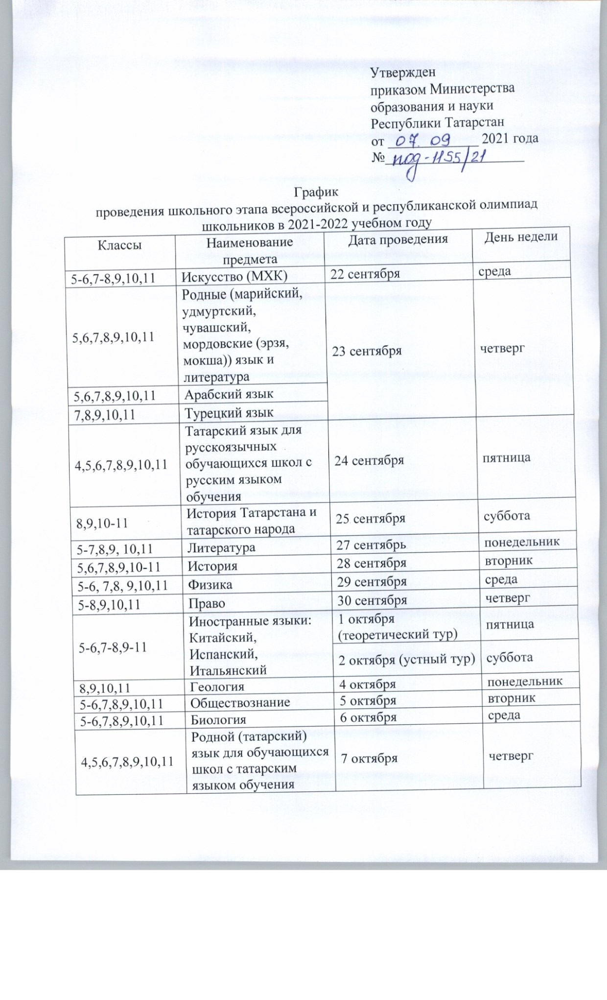 Утвержден
приказом Министерства
образования и науки
Республики Татарстан
от 07.09 2021 года
№ под-1155/21
График
проведения школьного этапа всероссийской и республиканской олимпиад
школьников в 2021-2022 учебном году
Классы
Наименование
предмета
Дата проведения
День недели
5-6,7-8,9,10,11
Искусство (МХК)
22 сентября
среда
5,6,7,8,9,10,11
Родные (марийский,
удмуртский,
чувашский,
мордовские (эрзя,
мокша)) язык и
литература
23 сентября
четверг
5,6,7,8,9,10,11
Арабский язык
7,8,9,10,11
Турецкий язык
4,5,6,7,8,9,10,11
Татарский язык для
русскоязычных
обучающихся школ с
русским языком
обучения
24 сентября
пятница
8,9,10-11
История Татарстана и
татарского народа
25 сентября
суббота
5-7,8,9, 10,11
Литература
27 сентябрь
понедельник
5,6,7,8,9,10-11
История
28 сентября
вторник
5-6, 7,8, 9,10,11
Физика
29 сентября
среда
5-8,9,10,11
Право
30 сентября
четверг
5-6,7-8,9-11
Иностранные языки:
Китайский,
Испанский,
Итальянский
1 октября
(теоретический тур)
пятница
2 октября (устный тур)
суббота
8,9,10,11
Геология
4 октября
понедельник
5-6,7,8,9,10,11
Обществознание
5 октября
вторник
5-6,7,8,9,10,11
Биология
6 октября
среда
4,5,6,7,8,9,10,11
Родной (татарский)
язык для обучающихся
школ с татарским
языком обучения
7 октября
четверг